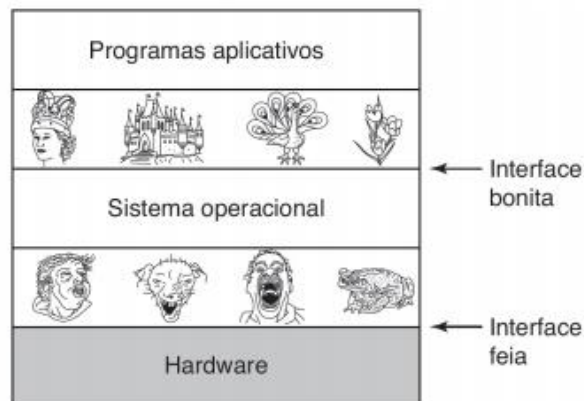 Programas aplicativos
Interface
bonita
Sistema operacional
Interface
feia
Hardware